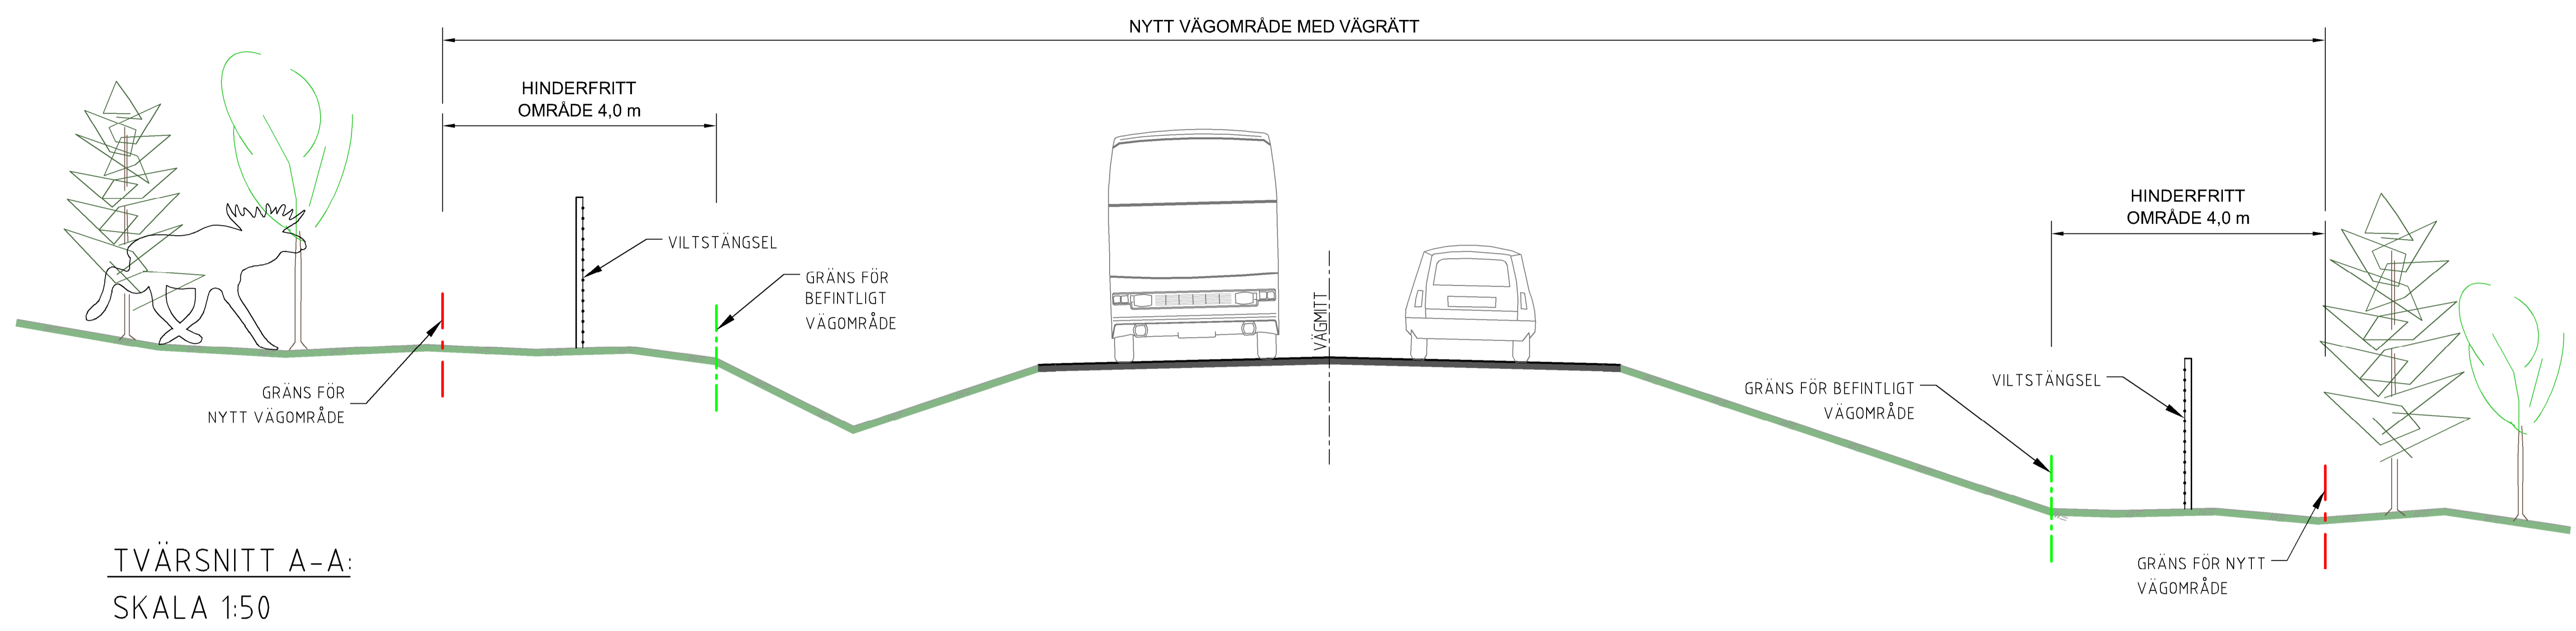 NYTT VÄGOMRÅDE MED VÄGRÄTT
HINDERFRITT
OMRÅDE 4,0 m
HINDERFRITT
OMRÅDE 4,0 m
VILTSTÄNGSEL
GRÄNS FÖR
BEFINTLIGT
VÄGOMRÅDE
VÄGMITT
GRÄNS FÖR
NYTT VÄGOMRÅDE
GRÄNS FÖR BEFINTLIGT
VÄGOMRÅDE
VILTSTÄNGSEL
GRÄNS FÖR NYTT
VÄGOMRÅDE
TVÄRSNITT A-A:
SKALA 1:50